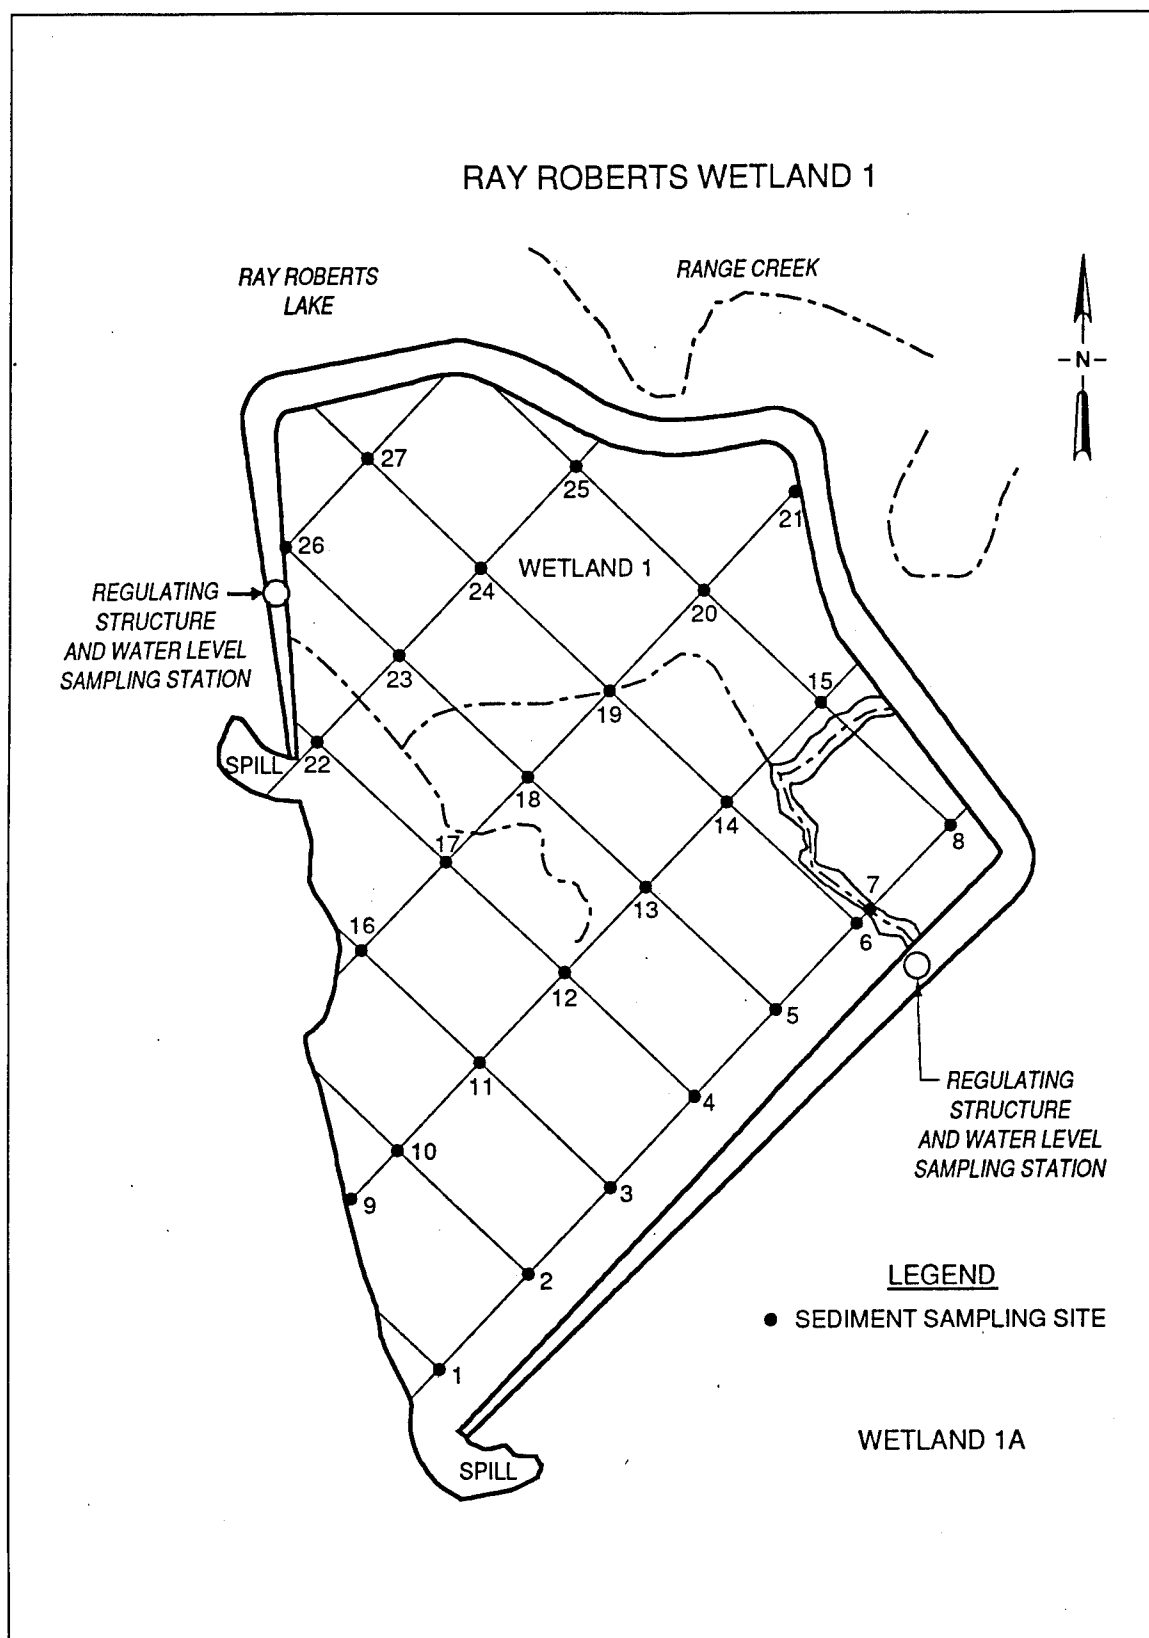 RAY ROBERTS WETLAND 1
RAY ROBERTS
LAKE
RANGE CREEK
N
27
25
21
26
24
WETLAND 1
20
REGULATING
STRUCTURE
AND WATER LEVEL
SAMPLING STATION
23
15
19
SPILL
22
18
14
8
17
7
13
6
16
12
5
11
REGULATING
STRUCTURE
AND WATER LEVEL
SAMPLING STATION
4
10
3
9
2
LEGEND
SEDIMENT SAMPLING SITE
1
WETLAND 1A
SPILL